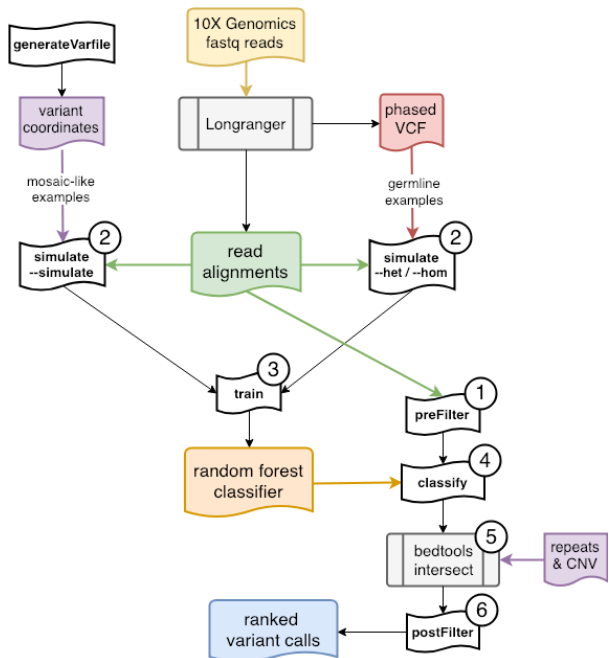 10X Genomics
fastq reads
generateVarfile
variant
coordinates
Longranger
phased
VCF
mosaic-like
examples
germline
examples
2
simulate
--simulate
read
alignments
2
simulate
--het / --hom
3
train
1
preFilter
random forest
classifier
4
classify
5
bedtools
intersect
repeats
& CNV
6
postFilter
ranked
variant calls